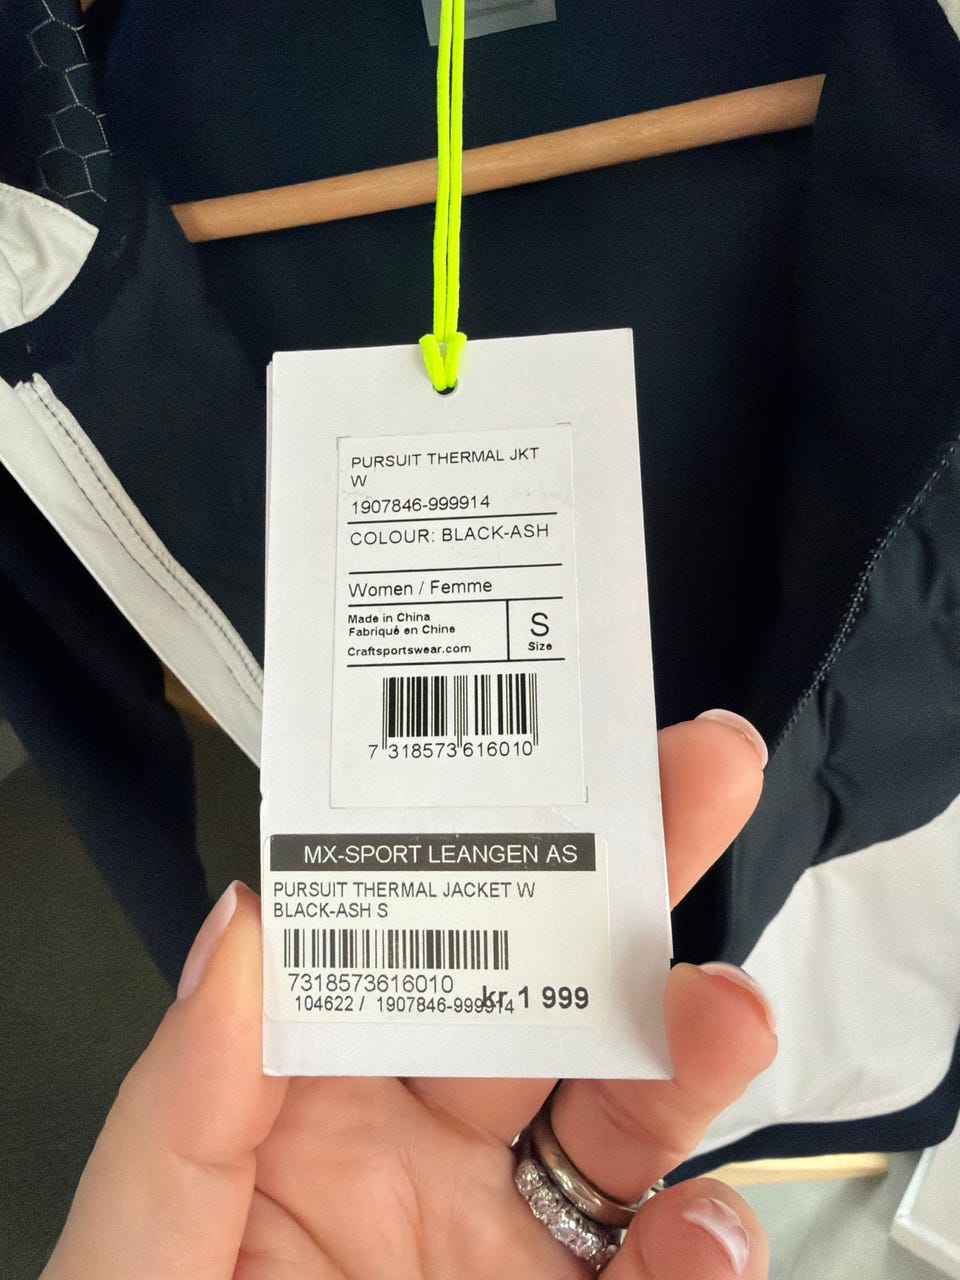 PURSUIT THERMAL JKT
W
1907846-999914
COLOUR: BLACK-ASH
Women / Femme
Made in China
Fabriqué en Chine
Craftsportswear.com
S
Size
7 318573 616010
MX-SPORT LEANGEN AS
PURSUIT THERMAL JACKET W
BLACK-ASH S
7318573616010
104622 / 1907846-999914
kr 1 999